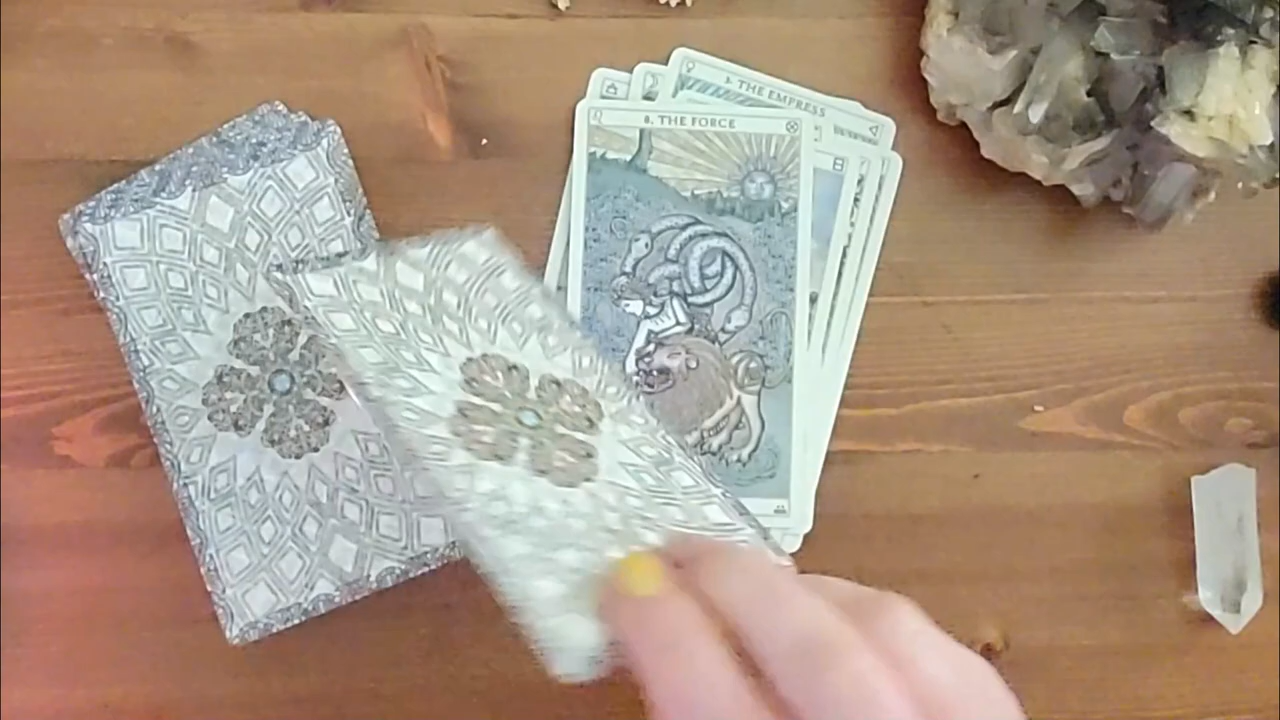 3. THE EMPRESS
8. THE FORCE